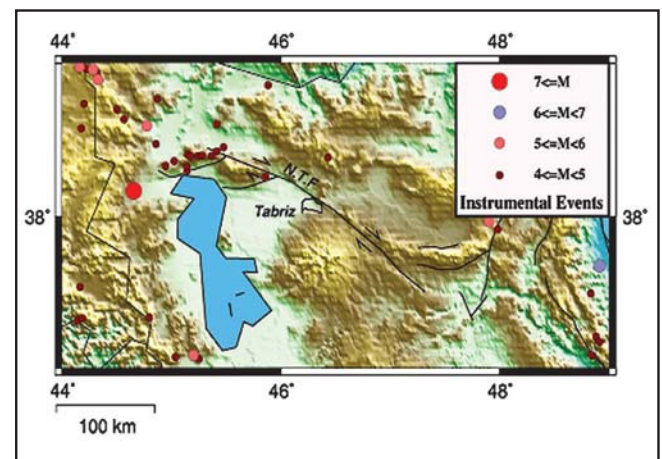 44° 46° 48°
7<=M
6<=M<7
5<=M<6
4<=M<5
Instrumental Events
N.T.F
Tabriz
38° 38°
44° 46° 48°
100 km